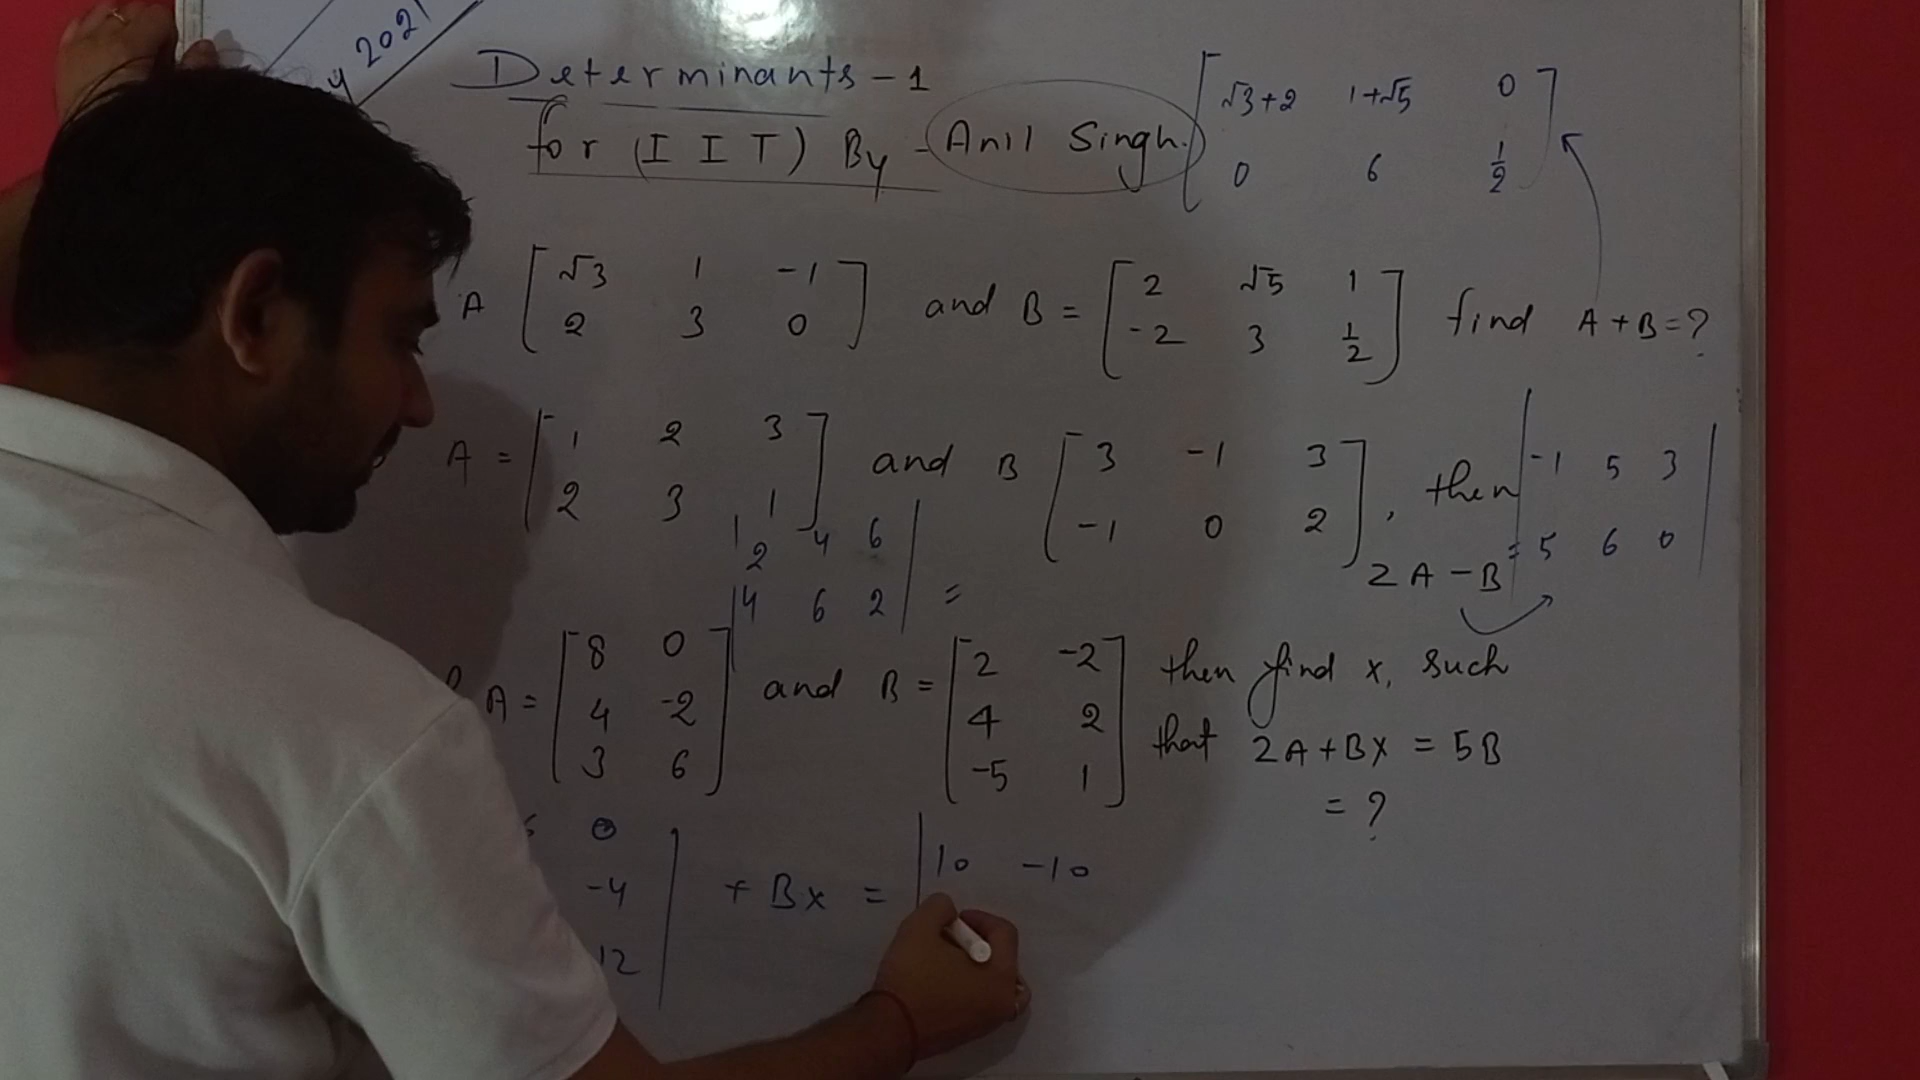 y 2021
Determinants-1
for (IIT) By - Anil Singh.
√3+2 1+√5 0
0 6 1/2
A [ √3 1 -1 ] and B = [ 2 √5 1 ] find A+B=?
2 3 0 -2 3 1/2
A = [ 1 2 3 ] and B [ 3 -1 3 ], then | -1 5 3 |
2 3 1 -1 0 2 2A-B = 5 6 0
| 2 4 6 |
| 4 6 2 | =
A = [ 8 0 ] and B = [ 2 -2 ] then find x, such
4 -2 4 2 that 2A+BX = 5B
3 6 -5 1 = ?
0
-4 | + Bx = | 10 -10
12